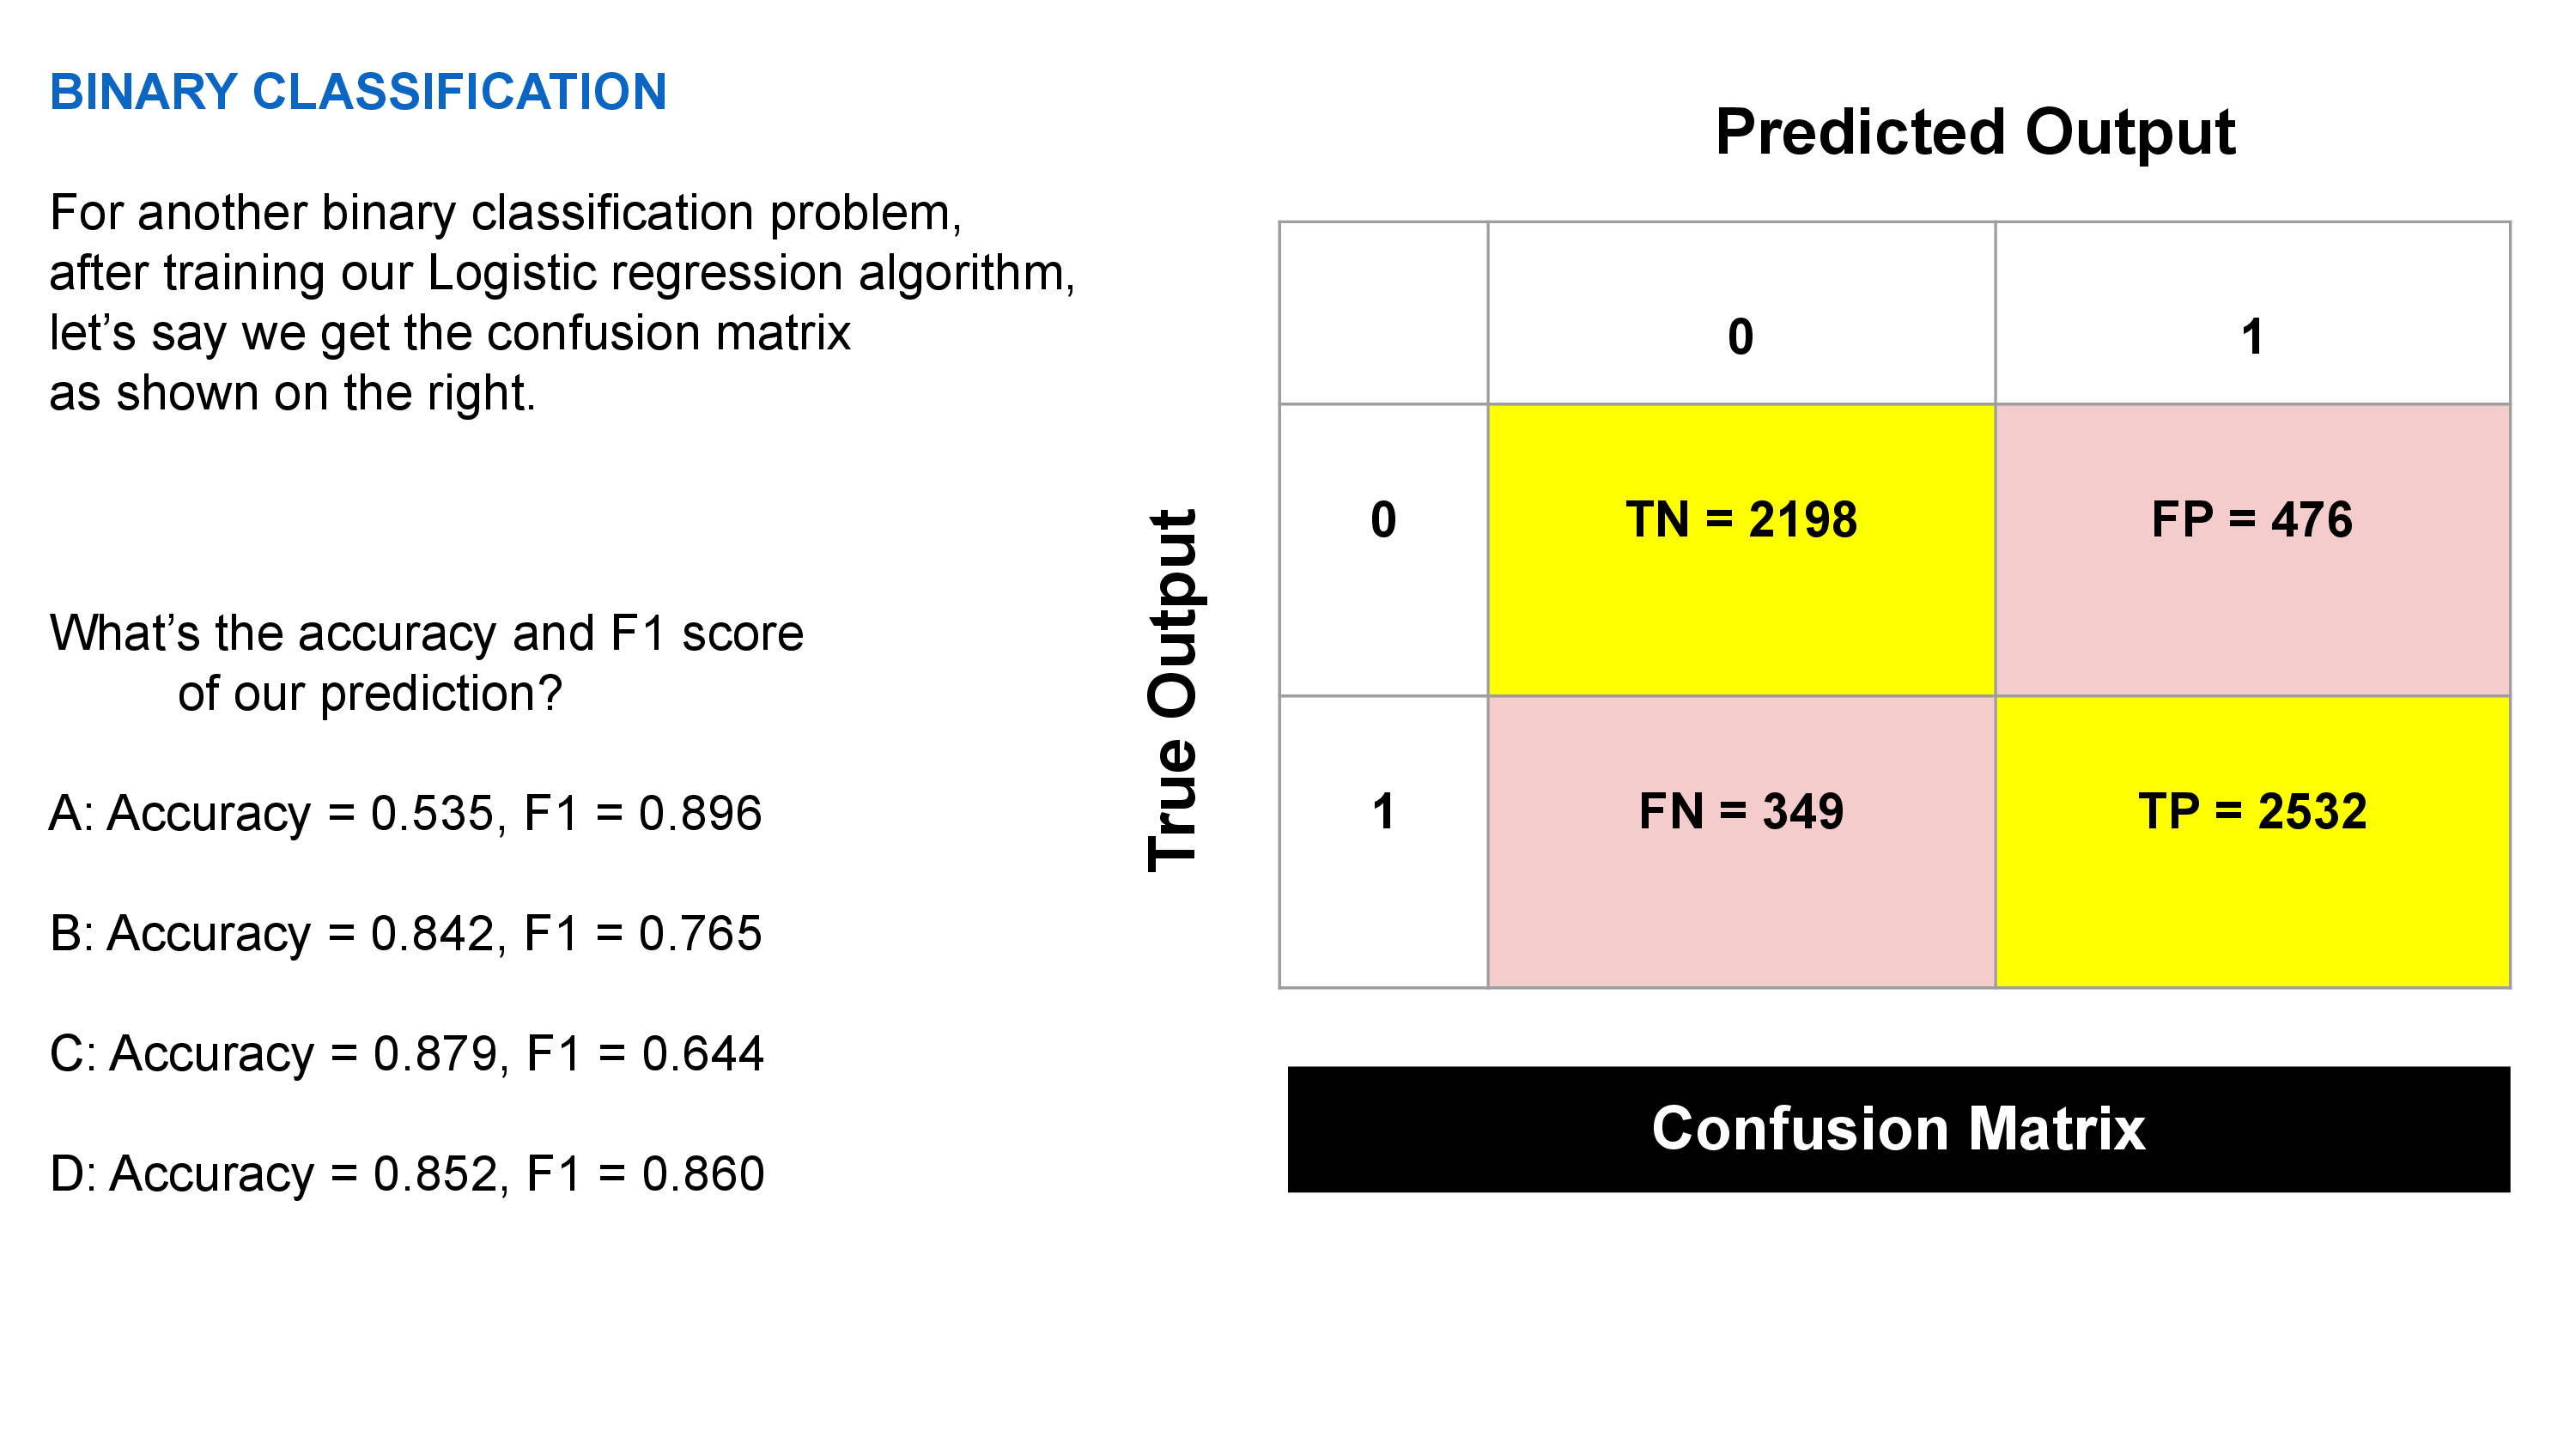 BINARY CLASSIFICATION
For another binary classification problem,
after training our Logistic regression algorithm,
let’s say we get the confusion matrix
as shown on the right.
What’s the accuracy and F1 score
of our prediction?
A: Accuracy = 0.535, F1 = 0.896
B: Accuracy = 0.842, F1 = 0.765
C: Accuracy = 0.879, F1 = 0.644
D: Accuracy = 0.852, F1 = 0.860
Predicted Output
True Output
0 1
0 TN = 2198 FP = 476
1 FN = 349 TP = 2532
Confusion Matrix